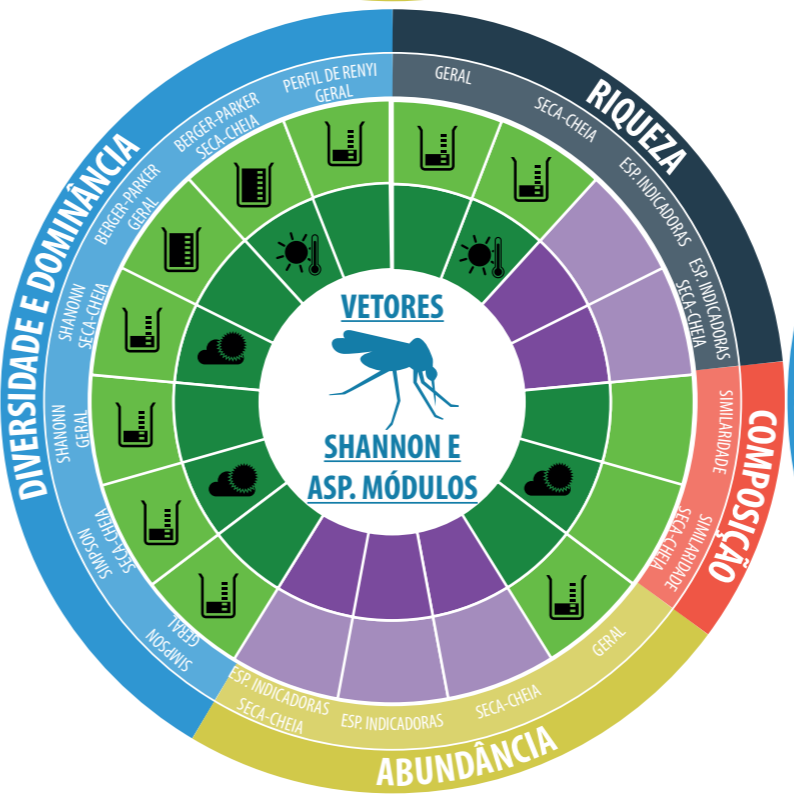 VETORES
SHANNON E
ASP. MÓDULOS
RIQUEZA
GERAL
SECA-CHEIA
ESP. INDICADORAS
ESP. INDICADORAS
SECA-CHEIA
COMPOSIÇÃO
SIMILARIDADE
SIMILARIDADE
SECA-CHEIA
ABUNDÂNCIA
GERAL
SECA-CHEIA
ESP. INDICADORAS
ESP. INDICADORAS
SECA-CHEIA
DIVERSIDADE E DOMINÂNCIA
SIMPSON
GERAL
SIMPSON
SECA-CHEIA
SHANONN
GERAL
SHANONN
SECA-CHEIA
BERGER-PARKER
GERAL
BERGER-PARKER
SECA-CHEIA
PERFIL DE RENYI
GERAL